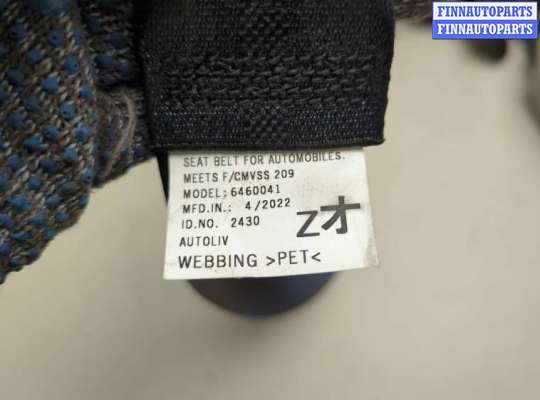 FINNAUTOPARTS
FINNAUTOPARTS
SEAT BELT FOR AUTOMOBILES.
MEETS F/CMVSS 209
MODEL; 6460041
MFD.IN.: 4/2022
ID.NO. 2430
Zオ
AUTOLIV
WEBBING >PET<